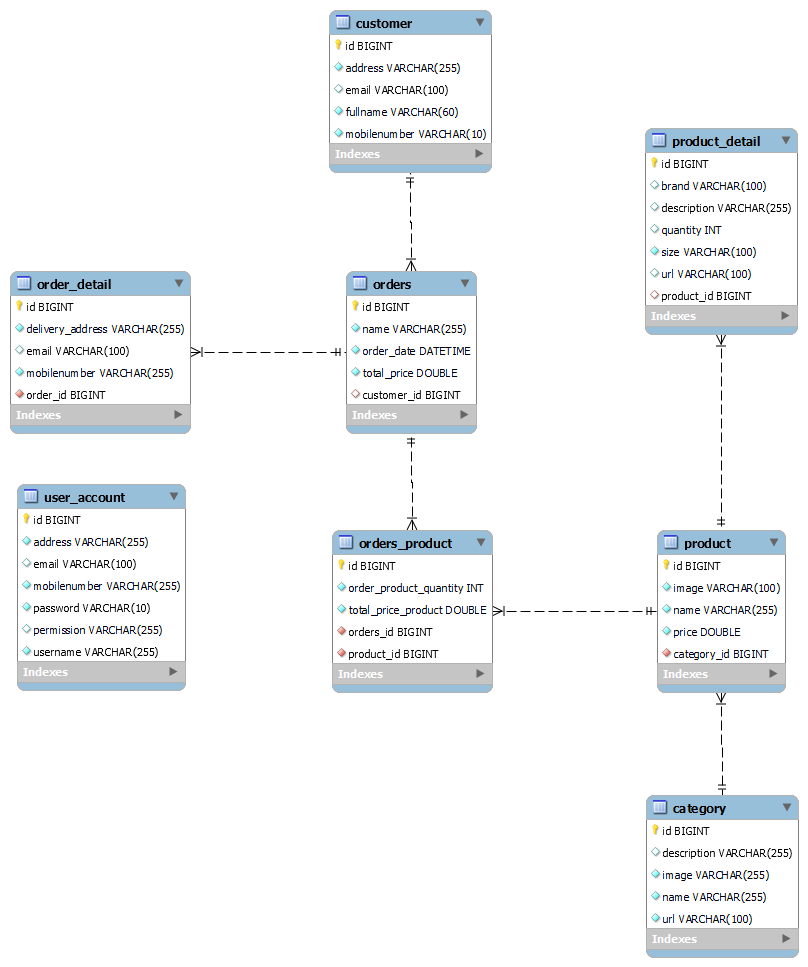 customer
id BIGINT
address VARCHAR(255)
email VARCHAR(100)
fullname VARCHAR(60)
mobilenumber VARCHAR(10)
Indexes
product_detail
id BIGINT
brand VARCHAR(100)
description VARCHAR(255)
quantity INT
size VARCHAR(100)
url VARCHAR(100)
product_id BIGINT
Indexes
order_detail
id BIGINT
delivery_address VARCHAR(255)
email VARCHAR(100)
mobilenumber VARCHAR(255)
order_id BIGINT
Indexes
orders
id BIGINT
name VARCHAR(255)
order_date DATETIME
total_price DOUBLE
customer_id BIGINT
Indexes
user_account
id BIGINT
address VARCHAR(255)
email VARCHAR(100)
mobilenumber VARCHAR(255)
password VARCHAR(10)
permission VARCHAR(255)
username VARCHAR(255)
Indexes
orders_product
id BIGINT
order_product_quantity INT
total_price_product DOUBLE
orders_id BIGINT
product_id BIGINT
Indexes
product
id BIGINT
image VARCHAR(100)
name VARCHAR(255)
price DOUBLE
category_id BIGINT
Indexes
category
id BIGINT
description VARCHAR(255)
image VARCHAR(255)
name VARCHAR(255)
url VARCHAR(100)
Indexes